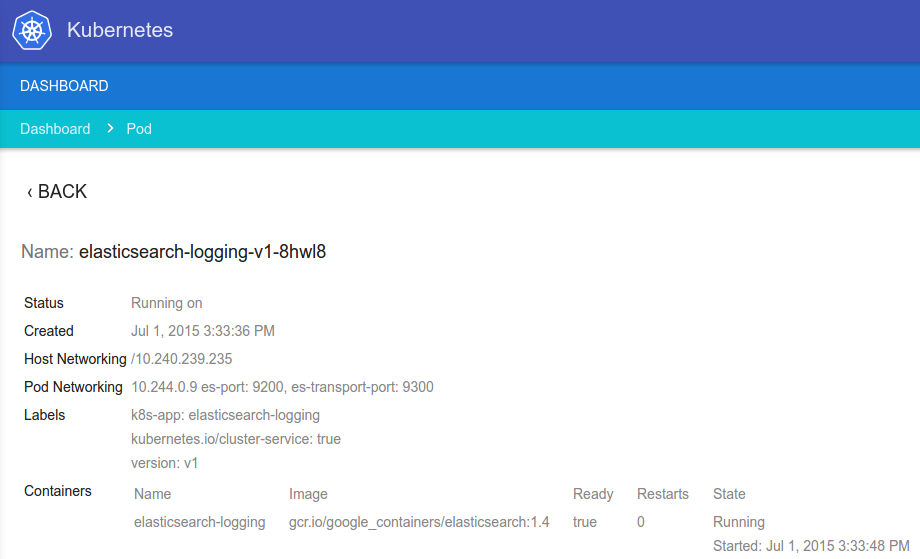 Kubernetes
DASHBOARD
Dashboard > Pod
‹ BACK
Name: elasticsearch-logging-v1-8hwl8
Status Running on
Created Jul 1, 2015 3:33:36 PM
Host Networking /10.240.239.235
Pod Networking 10.244.0.9 es-port: 9200, es-transport-port: 9300
Labels k8s-app: elasticsearch-logging
kubernetes.io/cluster-service: true
version: v1
Containers Name Image Ready Restarts State
elasticsearch-logging gcr.io/google_containers/elasticsearch:1.4 true 0 Running
Started: Jul 1, 2015 3:33:48 PM